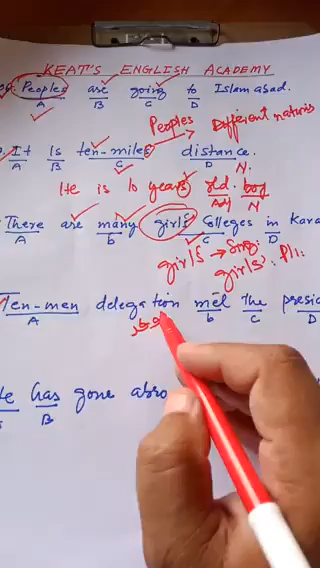 KEAT'S ENGLISH ACADEMY
Peoples are going to Islamabad.
A B C D
Peoples → Different nations
It is ten-miles distance.
A B C D
N.
He is 10 years old. boy
Adj N
There are many girls' Colleges in Kara
A b C D
girl's → Sing:
girls': Pl:
Ten-men delegation met the presid
A b C D
وفد
He has gone abro
A B